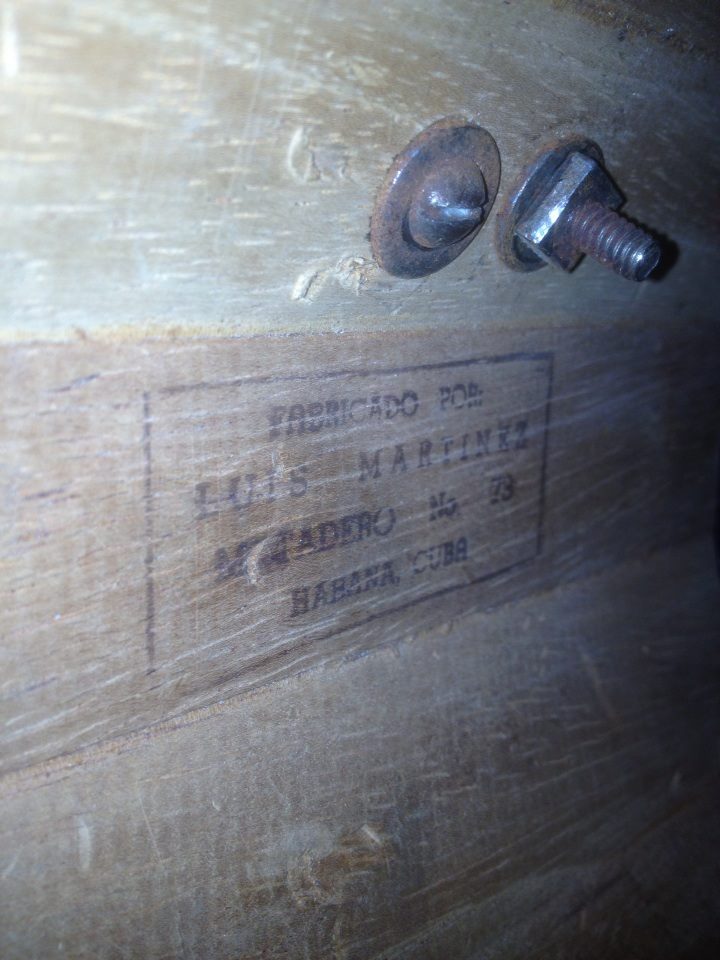 FABRICADO POR:
LUIS MARTINEZ
MATADERO No. 73
HABANA, CUBA